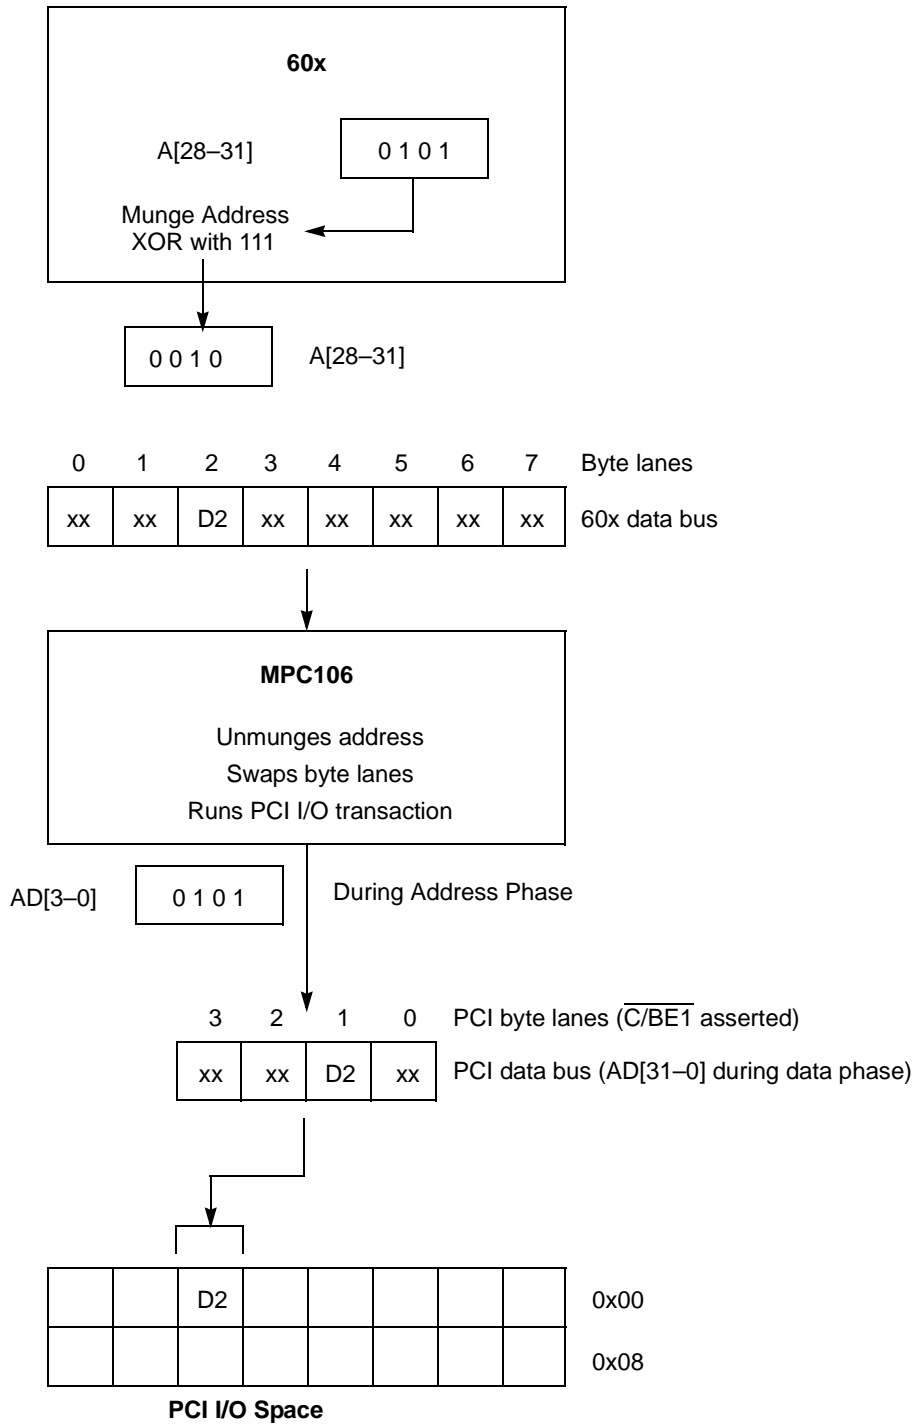 60x
A[28–31] 0 1 0 1
Munge Address
XOR with 111
0 0 1 0 A[28–31]
0 1 2 3 4 5 6 7 Byte lanes
xx xx D2 xx xx xx xx xx 60x data bus
MPC106
Unmunges address
Swaps byte lanes
Runs PCI I/O transaction
AD[3–0] 0 1 0 1 During Address Phase
3 2 1 0 PCI byte lanes (C/BE1 asserted)
xx xx D2 xx PCI data bus (AD[31–0] during data phase)
D2 0x00
0x08
PCI I/O Space